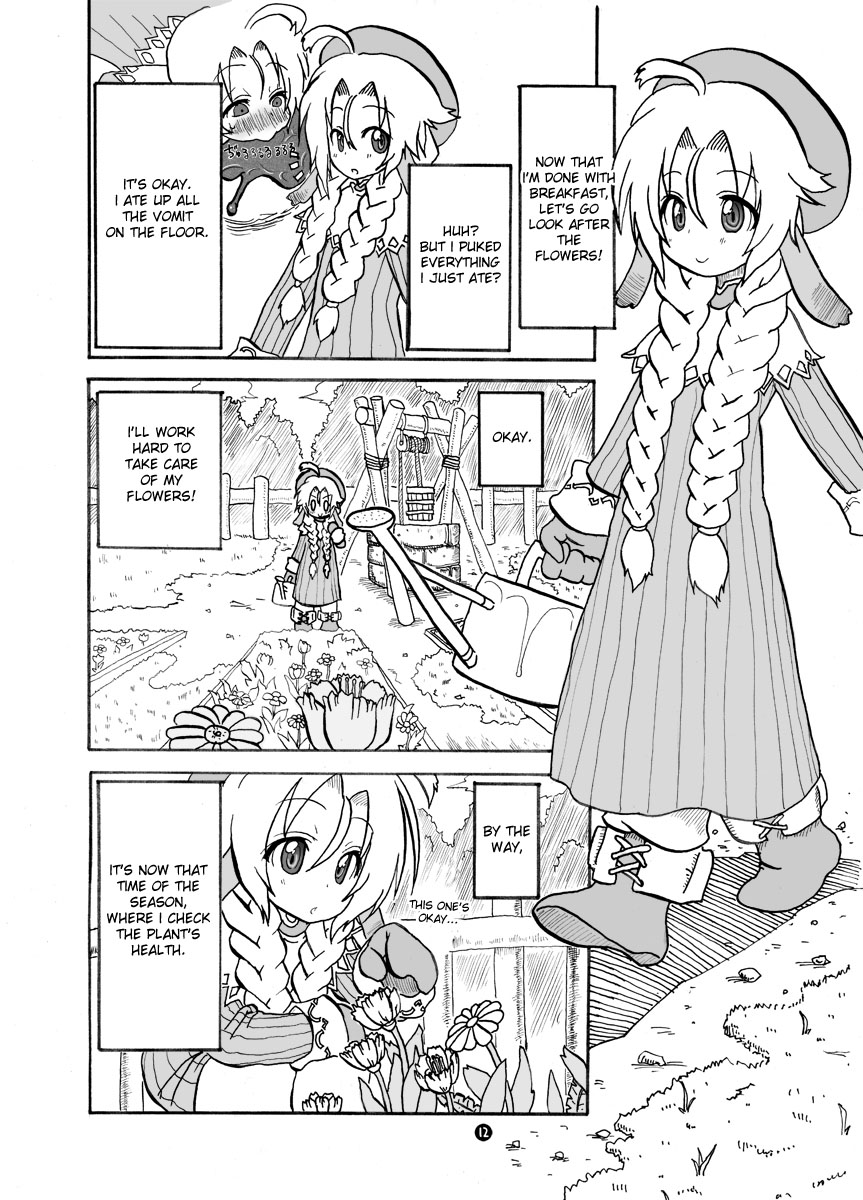 NOW THAT
I'M DONE WITH
BREAKFAST,
LET'S GO
LOOK AFTER
THE
FLOWERS!
HUH?
BUT I PUKED
EVERYTHING
I JUST ATE?
IT'S OKAY.
I ATE UP ALL
THE VOMIT
ON THE FLOOR.
OKAY.
I'LL WORK
HARD TO
TAKE CARE
OF MY
FLOWERS!
BY THE
WAY,
THIS ONE'S
OKAY...
IT'S NOW THAT
TIME OF THE
SEASON,
WHERE I CHECK
THE PLANT'S
HEALTH.
12